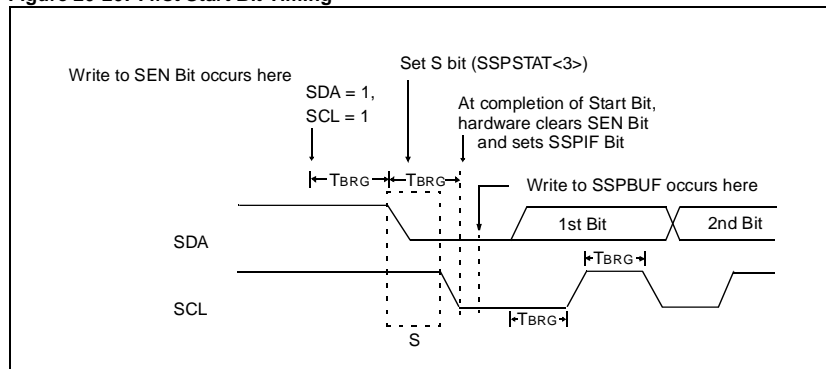 Figure First Start Bit Timing
Write to SEN Bit occurs here
Set S bit (SSPSTAT<3>)
SDA = 1,
SCL = 1
At completion of Start Bit,
hardware clears SEN Bit
and sets SSPIF Bit
TBRG
TBRG
Write to SSPBUF occurs here
SDA
1st Bit
2nd Bit
TBRG
SCL
TBRG
S